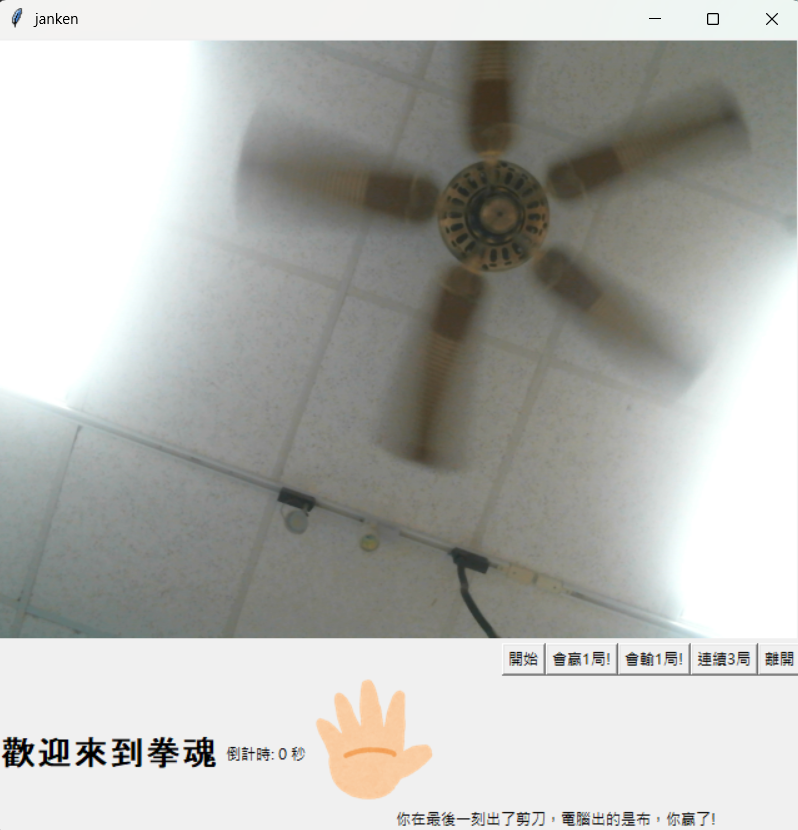 janken
開始 會贏1局! 會輸1局! 連續3局 離開
歡迎來到拳魂 倒計時: 0 秒
你在最後一刻出了剪刀，電腦出的是布，你贏了!